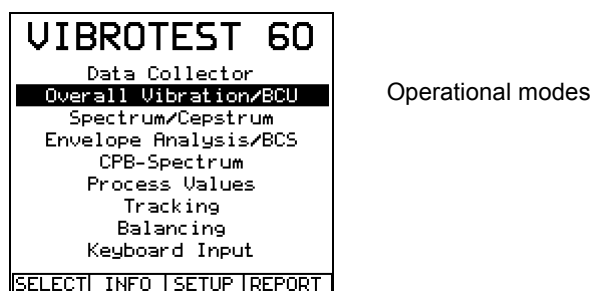 VIBROTEST 60
Data Collector
Overall Vibration/BCU
Operational modes
Spectrum/Cepstrum
Envelope Analysis/BCS
CPB-Spectrum
Process Values
Tracking
Balancing
Keyboard Input
SELECT INFO SETUP REPORT